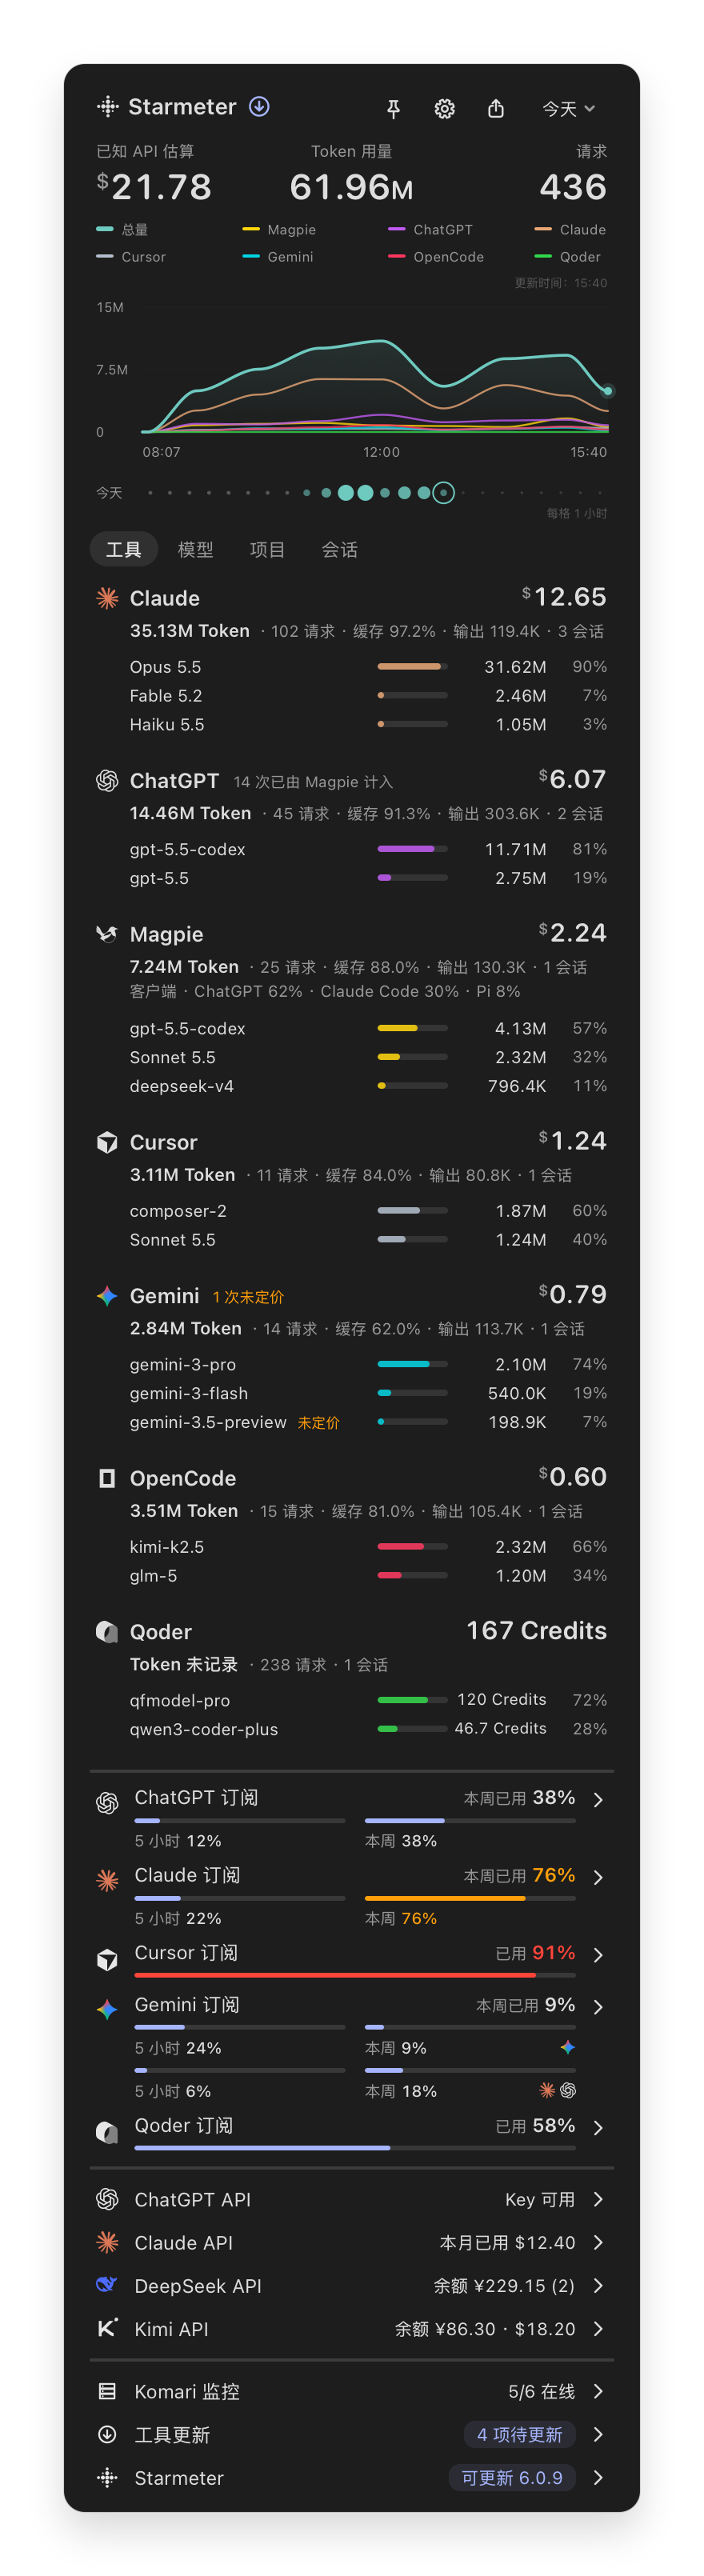 Starmeter 今天
已知 API 估算 Token 用量 请求
$21.78 61.96M 436
总量 Magpie ChatGPT Claude
Cursor Gemini OpenCode Qoder
更新时间：15:40
15M
7.5M
0
08:07 12:00 15:40
今天
每格 1 小时
工具 模型 项目 会话
Claude $12.65
35.13M Token · 102 请求 · 缓存 97.2% · 输出 119.4K · 3 会话
Opus 5.5 31.62M 90%
Fable 5.2 2.46M 7%
Haiku 5.5 1.05M 3%
ChatGPT 14 次已由 Magpie 计入 $6.07
14.46M Token · 45 请求 · 缓存 91.3% · 输出 303.6K · 2 会话
gpt-5.5-codex 11.71M 81%
gpt-5.5 2.75M 19%
Magpie $2.24
7.24M Token · 25 请求 · 缓存 88.0% · 输出 130.3K · 1 会话
客户端 · ChatGPT 62% · Claude Code 30% · Pi 8%
gpt-5.5-codex 4.13M 57%
Sonnet 5.5 2.32M 32%
deepseek-v4 796.4K 11%
Cursor $1.24
3.11M Token · 11 请求 · 缓存 84.0% · 输出 80.8K · 1 会话
composer-2 1.87M 60%
Sonnet 5.5 1.24M 40%
Gemini 1 次未定价 $0.79
2.84M Token · 14 请求 · 缓存 62.0% · 输出 113.7K · 1 会话
gemini-3-pro 2.10M 74%
gemini-3-flash 540.0K 19%
gemini-3.5-preview 未定价 198.9K 7%
OpenCode $0.60
3.51M Token · 15 请求 · 缓存 81.0% · 输出 105.4K · 1 会话
kimi-k2.5 2.32M 66%
glm-5 1.20M 34%
Qoder 167 Credits
Token 未记录 · 238 请求 · 1 会话
qfmodel-pro 120 Credits 72%
qwen3-coder-plus 46.7 Credits 28%
ChatGPT 订阅 本周已用 38%
5 小时 12% 本周 38%
Claude 订阅 本周已用 76%
5 小时 22% 本周 76%
Cursor 订阅 已用 91%
Gemini 订阅 本周已用 9%
5 小时 24% 本周 9%
5 小时 6% 本周 18%
Qoder 订阅 已用 58%
ChatGPT API Key 可用
Claude API 本月已用 $12.40
DeepSeek API 余额 ¥229.15 (2)
Kimi API 余额 ¥86.30 · $18.20
Komari 监控 5/6 在线
工具更新 4 项待更新
Starmeter 可更新 6.0.9